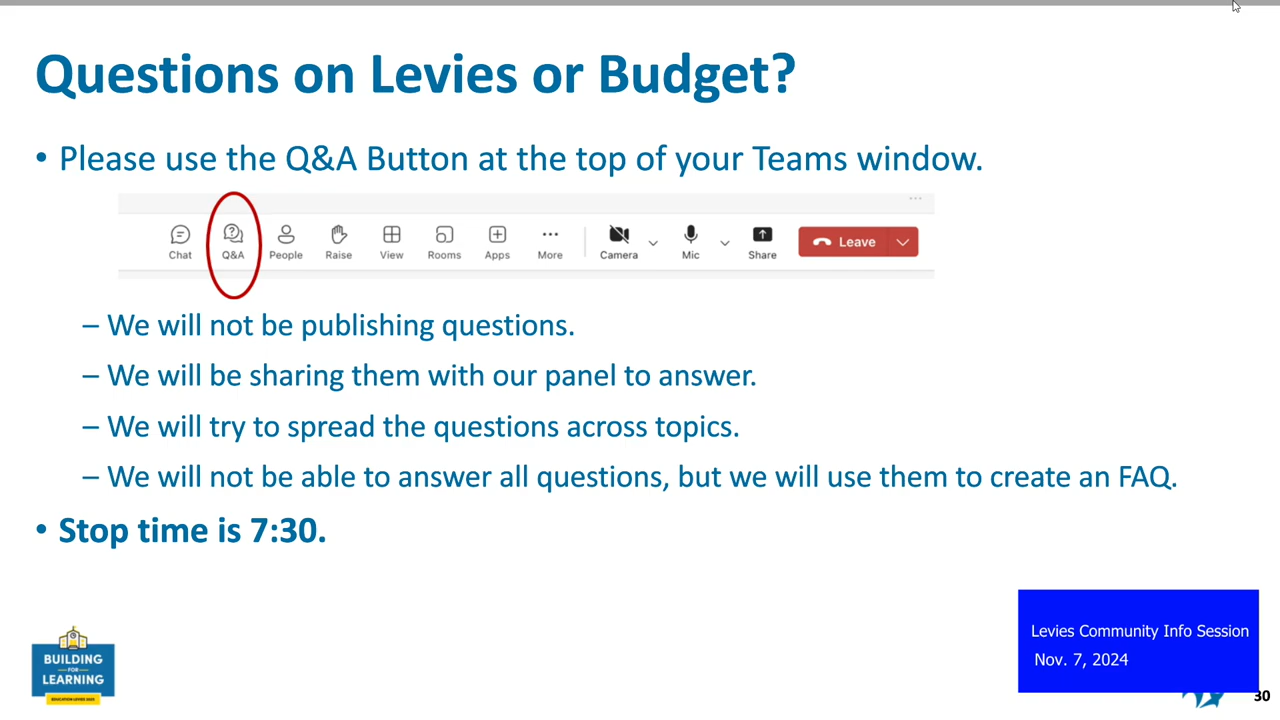 Questions on Levies or Budget?
• Please use the Q&A Button at the top of your Teams window.
Chat Q&A People Raise View Rooms Apps More Camera Mic Share Leave
– We will not be publishing questions.
– We will be sharing them with our panel to answer.
– We will try to spread the questions across topics.
– We will not be able to answer all questions, but we will use them to create an FAQ.
• Stop time is 7:30.
BUILDING
FOR
LEARNING
EDUCATION LEVIES 2025
Levies Community Info Session
Nov. 7, 2024
30